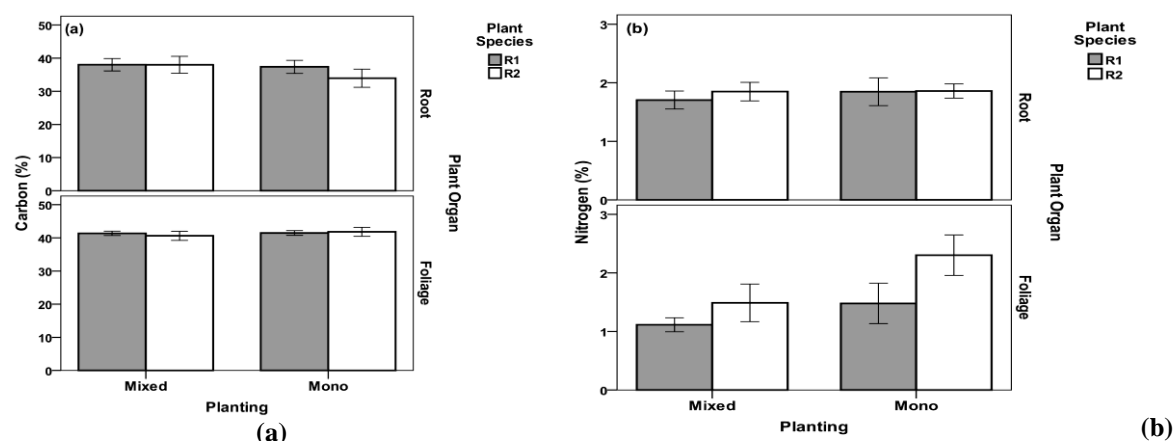 (a)
Plant
Species
R1
R2
50
40
30
20
10
0
Root
50
40
30
20
10
0
Foliage
Carbon (%)
Plant Organ
Mixed
Mono
Planting
(a)
(b)
Plant
Species
R1
R2
3
2
1
0
Root
3
2
1
0
Foliage
Nitrogen (%)
Plant Organ
Mixed
Mono
Planting
(b)